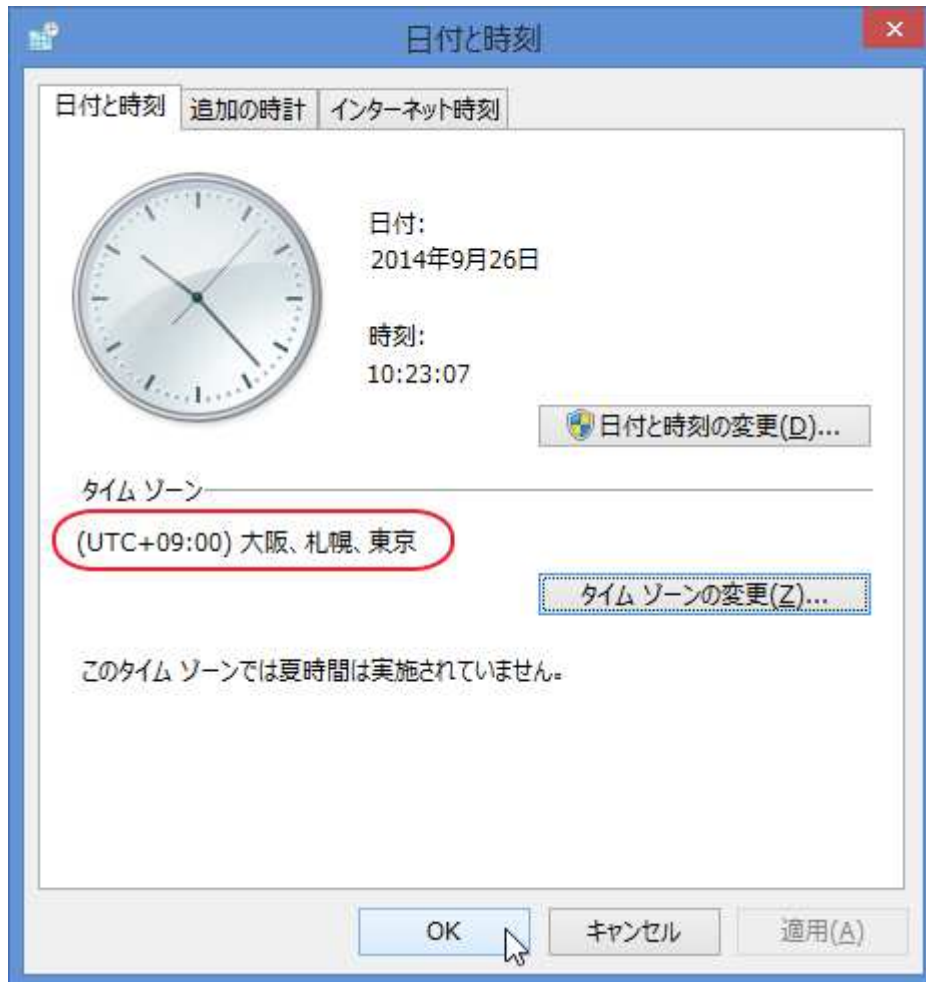 日付と時刻
日付と時刻 追加の時計 インターネット時刻
日付:
2014年9月26日
時刻:
10:23:07
日付と時刻の変更(D)...
タイム ゾーン
(UTC+09:00) 大阪、札幌、東京
タイム ゾーンの変更(Z)...
このタイム ゾーンでは夏時間は実施されていません。
OK キャンセル 適用(A)